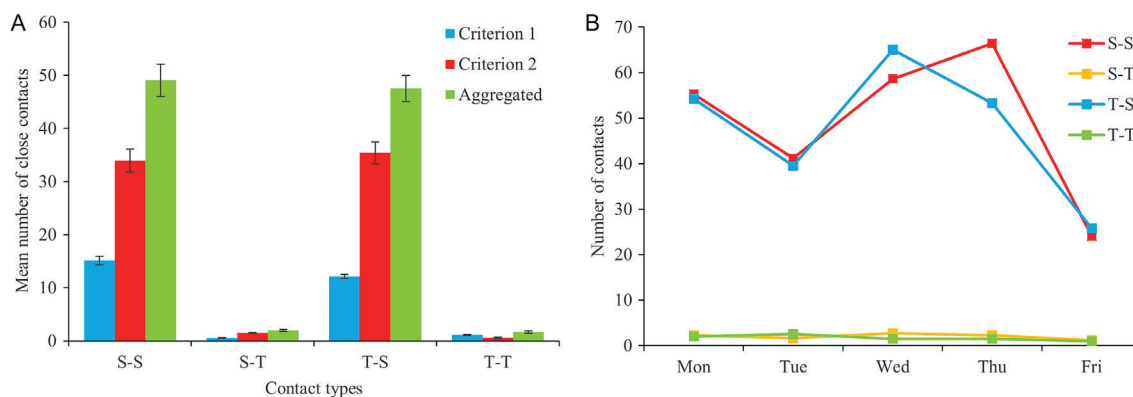 A
Mean number of close contacts
60
50
40
30
20
10
0
Criterion 1
Criterion 2
Aggregated
S-S
S-T
T-S
T-T
Contact types
B
Number of contacts
70
60
50
40
30
20
10
0
S-S
S-T
T-S
T-T
Mon
Tue
Wed
Thu
Fri